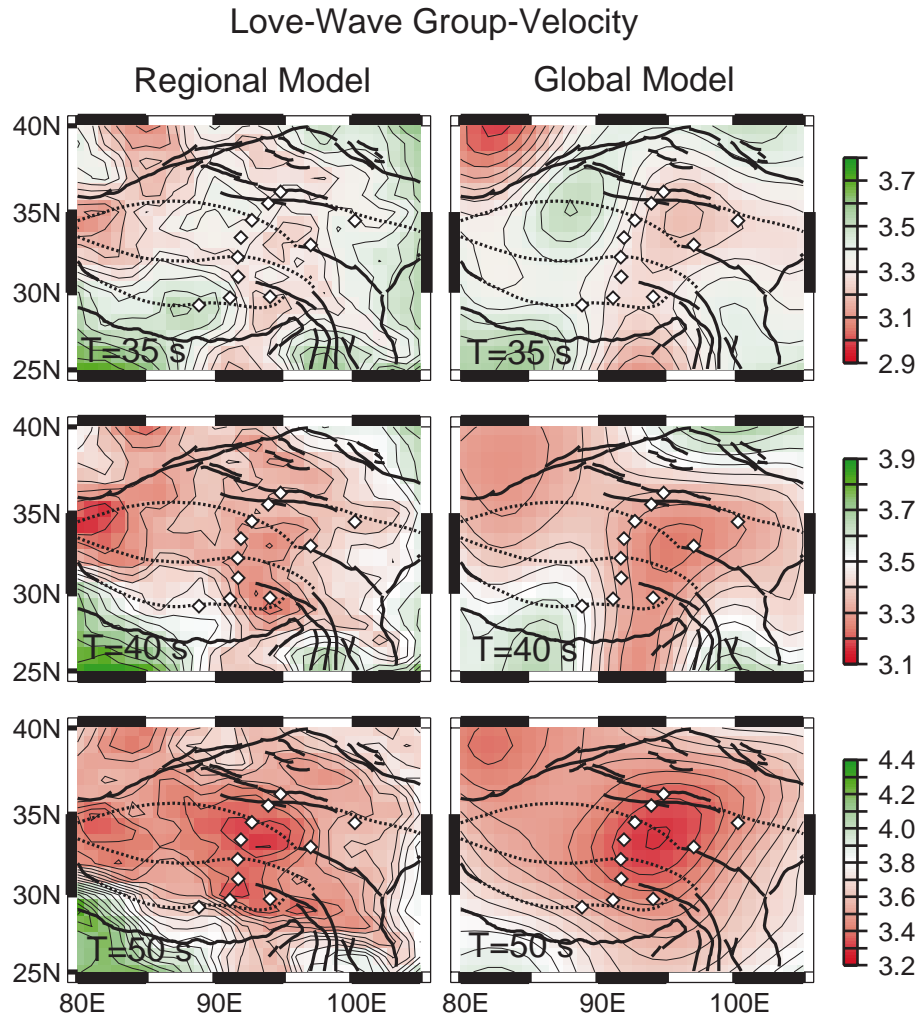 Love-Wave Group-Velocity
Regional Model
Global Model
40N
35N
30N
25N
T=35 s
T=35 s
3.7
3.5
3.3
3.1
2.9
40N
35N
30N
25N
T=40 s
T=40 s
3.9
3.7
3.5
3.3
3.1
40N
35N
30N
25N
T=50 s
T=50 s
4.4
4.2
4.0
3.8
3.6
3.4
3.2
80E
90E
100E
80E
90E
100E